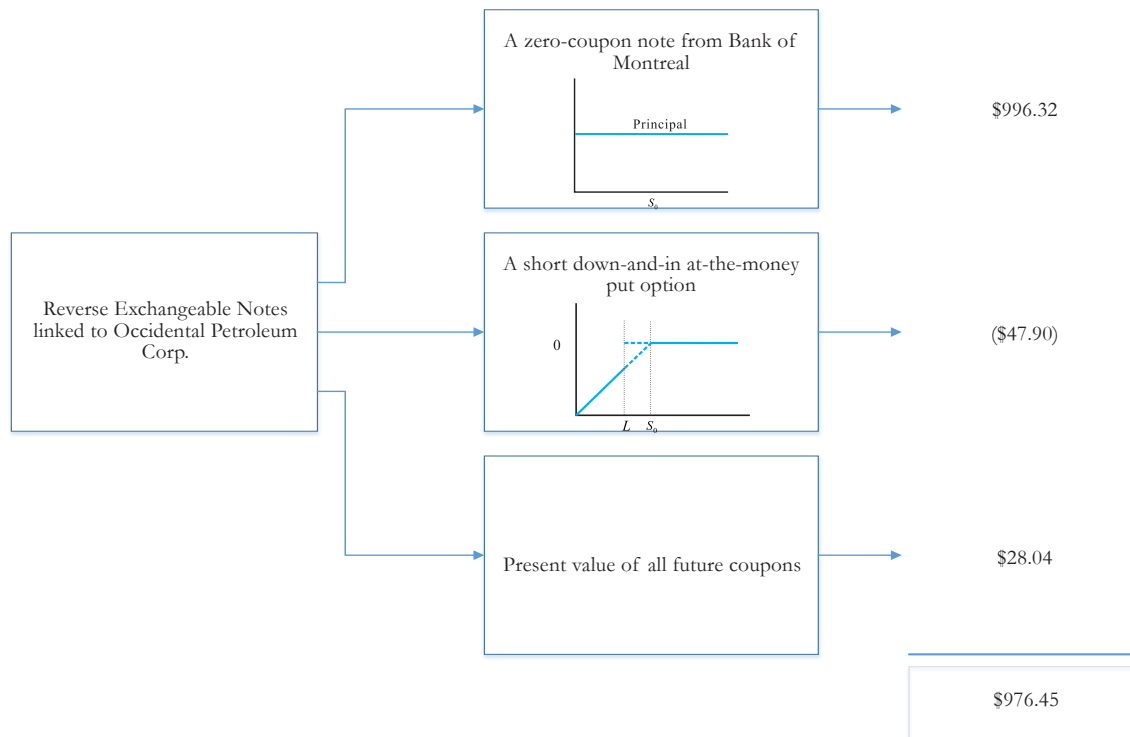 A zero-coupon note from Bank of
Montreal
Principal
S₀
$996.32
Reverse Exchangeable Notes
linked to Occidental Petroleum
Corp.
A short down-and-in at-the-money
put option
0
L S₀
($47.90)
Present value of all future coupons
$28.04
$976.45